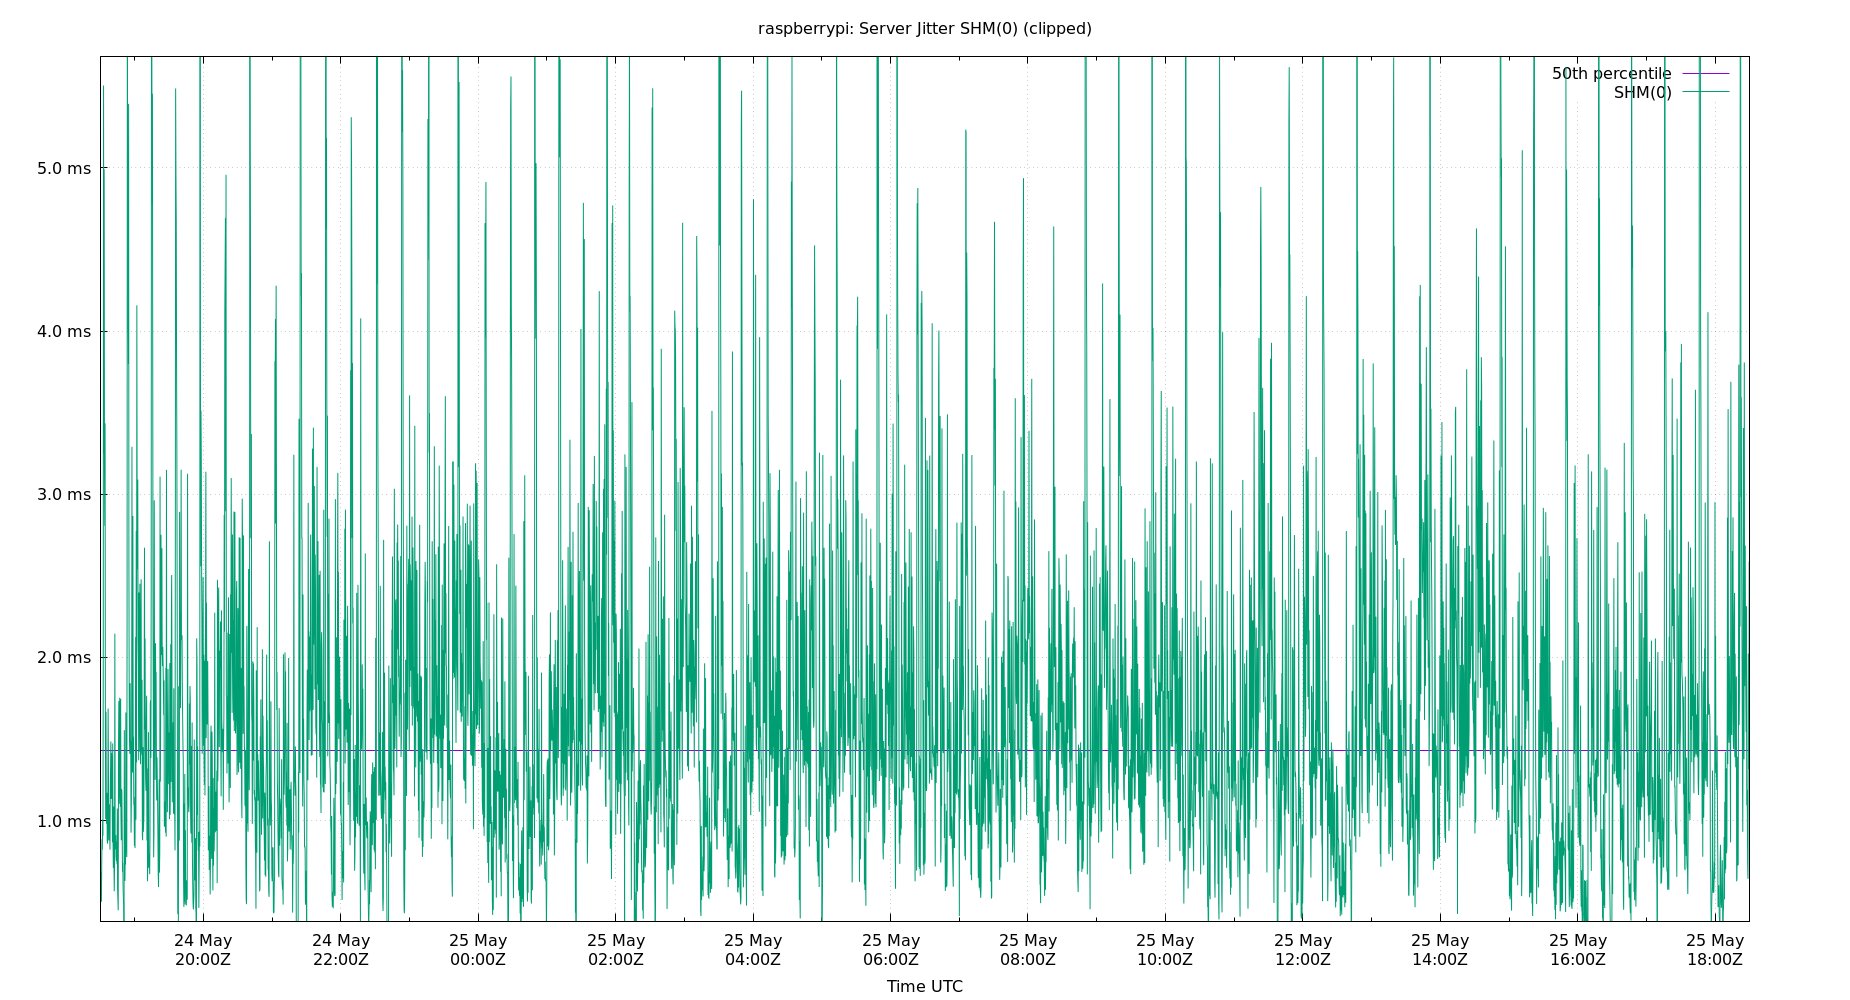 raspberrypi: Server Jitter SHM(0) (clipped)
50th percentile
SHM(0)
5.0 ms
4.0 ms
3.0 ms
2.0 ms
1.0 ms
24 May 24 May 25 May 25 May 25 May 25 May 25 May 25 May 25 May 25 May 25 May 25 May
20:00Z 22:00Z 00:00Z 02:00Z 04:00Z 06:00Z 08:00Z 10:00Z 12:00Z 14:00Z 16:00Z 18:00Z
Time UTC